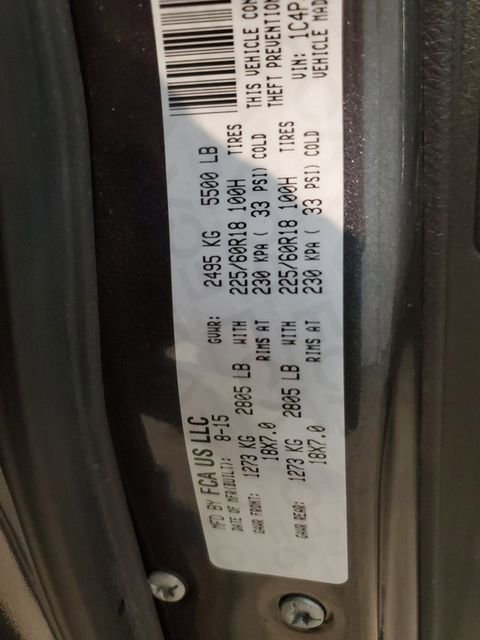 MFD BY FCA US LLC
DATE OF MFR(BUILT): 8-15 GVWR: 2495 KG 5500 LB
GAWR FRONT: 1273 KG 2805 LB WITH 225/60R18 100H TIRES
18X7.0 RIMS AT 230 KPA ( 33 PSI) COLD
GAWR REAR: 1273 KG 2805 LB WITH 225/60R18 100H TIRES
18X7.0 RIMS AT 230 KPA ( 33 PSI) COLD
THIS VEHICLE CON
THEFT PREVENTION
VIN: 1C4P
VEHICLE MAD